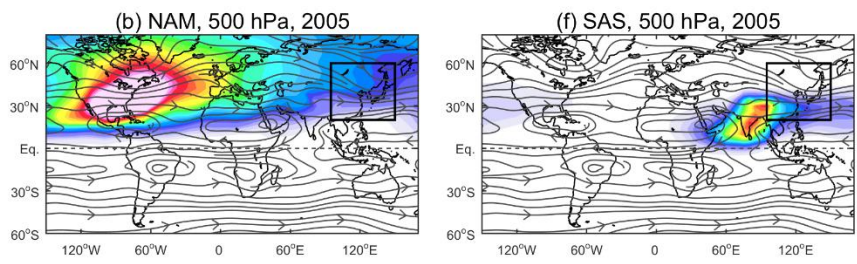 (b) NAM, 500 hPa, 2005
60°N
30°N
Eq.
30°S
60°S
120°W 60°W 0 60°E 120°E
(f) SAS, 500 hPa, 2005
60°N
30°N
Eq.
30°S
60°S
120°W 60°W 0 60°E 120°E